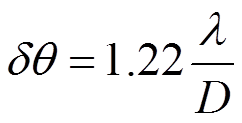 δθ = 1.22 λ/D